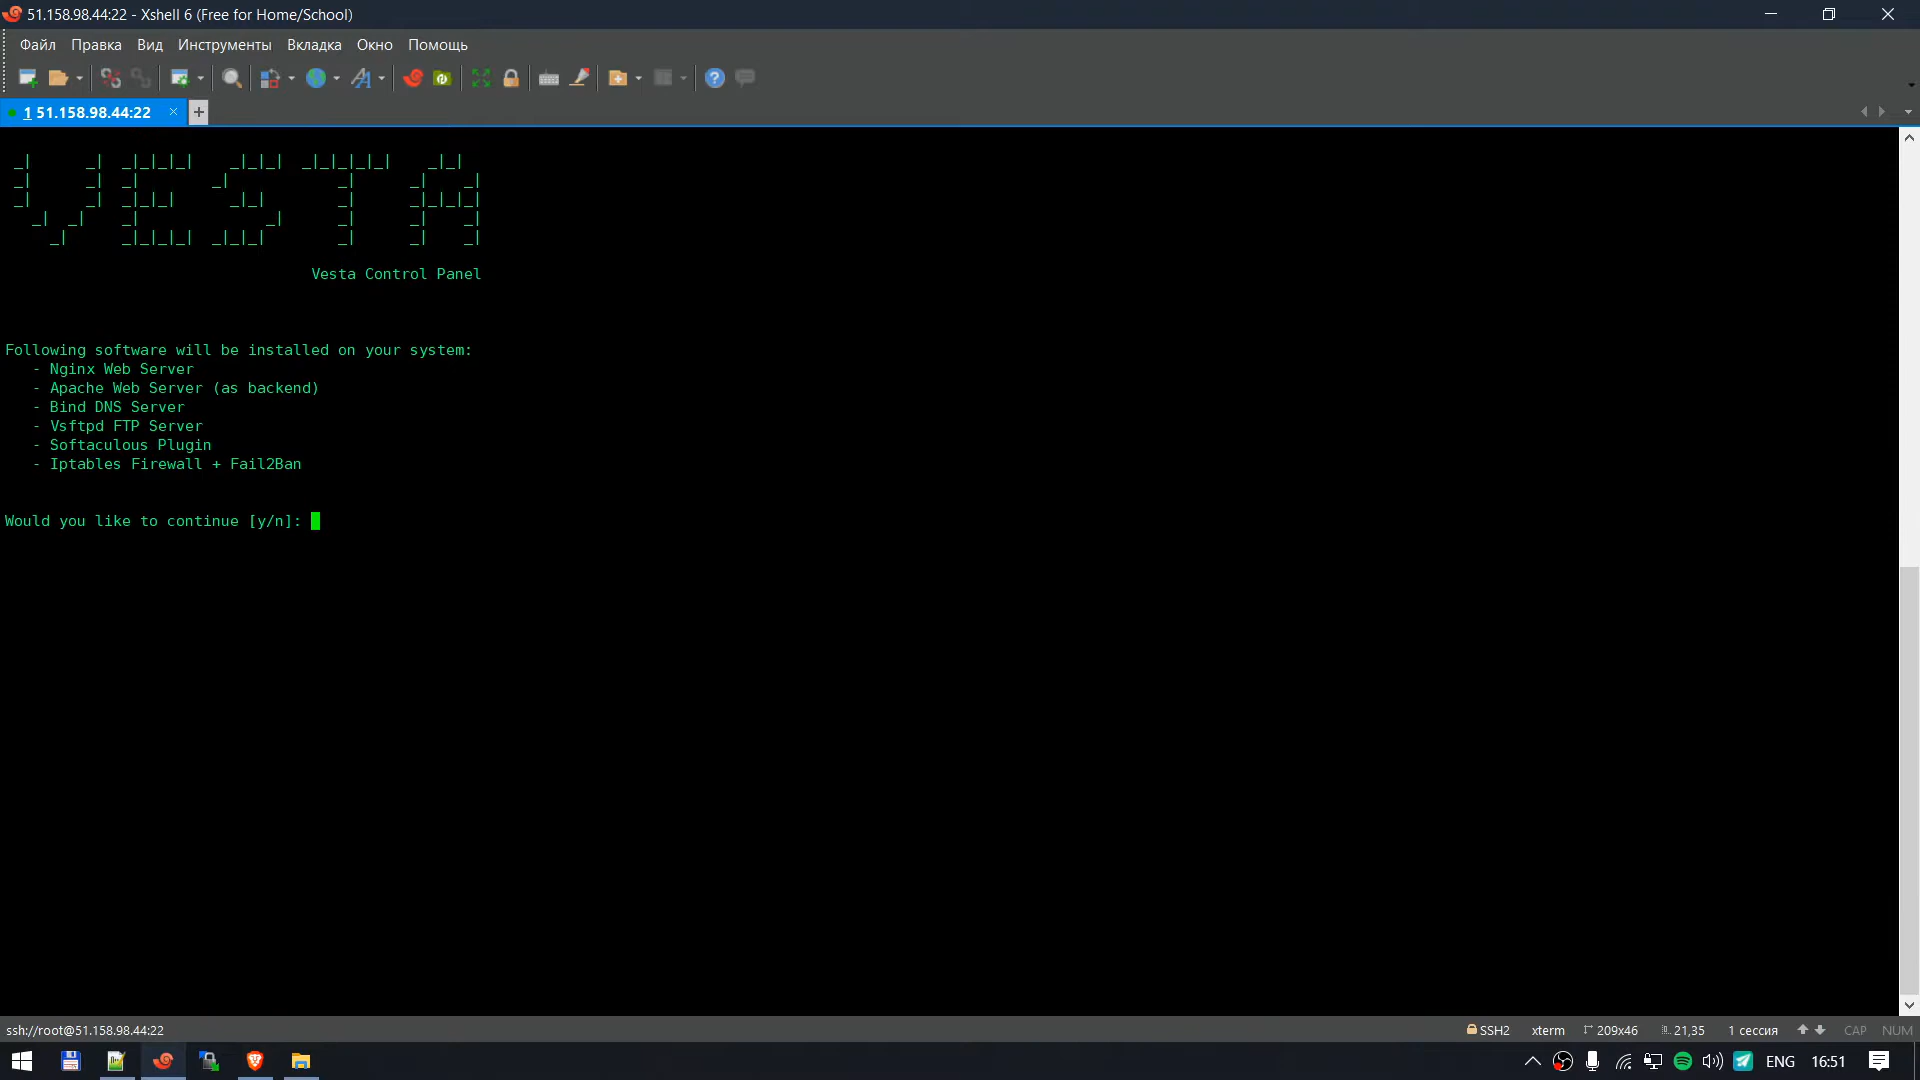 51.158.98.44:22 - Xshell 6 (Free for Home/School)
Файл Правка Вид Инструменты Вкладка Окно Помощь
1 51.158.98.44:22
VESTA
Vesta Control Panel
Following software will be installed on your system:
- Nginx Web Server
- Apache Web Server (as backend)
- Bind DNS Server
- Vsftpd FTP Server
- Softaculous Plugin
- Iptables Firewall + Fail2Ban
Would you like to continue [y/n]:
ssh://root@51.158.98.44:22 SSH2 xterm 209x46 21,35 1 сессия CAP NUM
ENG 16:51